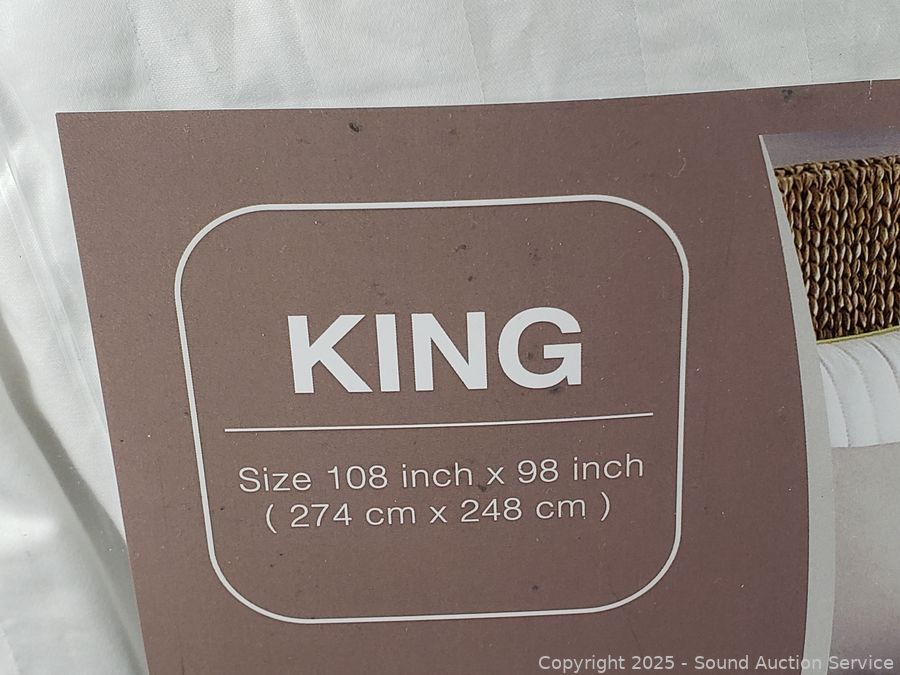 KING
Size 108 inch x 98 inch
( 274 cm x 248 cm )
Copyright 2025 - Sound Auction Service